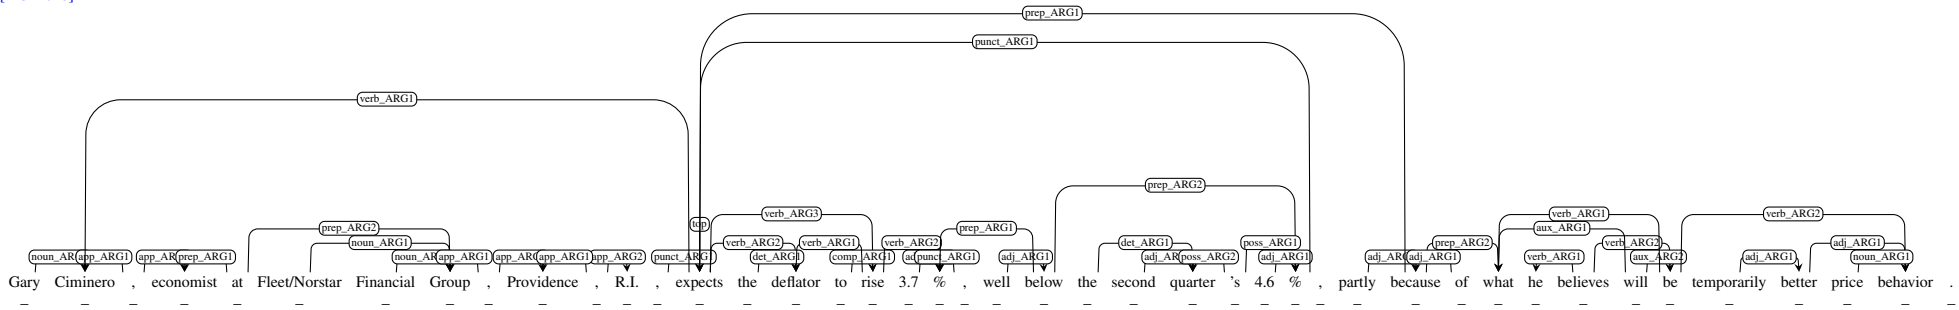 prep_ARG1
punct_ARG1
verb_ARG1
prep_ARG2
verb_ARG3 verb_ARG1 verb_ARG2
top
prep_ARG2 prep_ARG1 aux_ARG1
noun_ARG1 verb_ARG2 verb_ARG1 verb_ARG2 det_ARG1 poss_ARG1 prep_ARG2 verb_ARG2 adj_ARG1
app_ARG1 prep_ARG1 app_ARG1 app_ARG1 app_ARG2 punct_ARG1 det_ARG1 comp_ARG1 punct_ARG1 adj_ARG1 poss_ARG2 adj_ARG1 adj_ARG1 verb_ARG1 aux_ARG2 adj_ARG1 noun_ARG1
Gary Ciminero , economist at Fleet/Norstar Financial Group , Providence , R.I. , expects the deflator to rise 3.7 % , well below the second quarter 's 4.6 % , partly because of what he believes will be temporarily better price behavior .
_ _ _ _ _ _ _ _ _ _ _ _ _ _ _ _ _ _ _ _ _ _ _ _ _ _ _ _ _ _ _ _ _ _ _ _ _ _ _ _ _